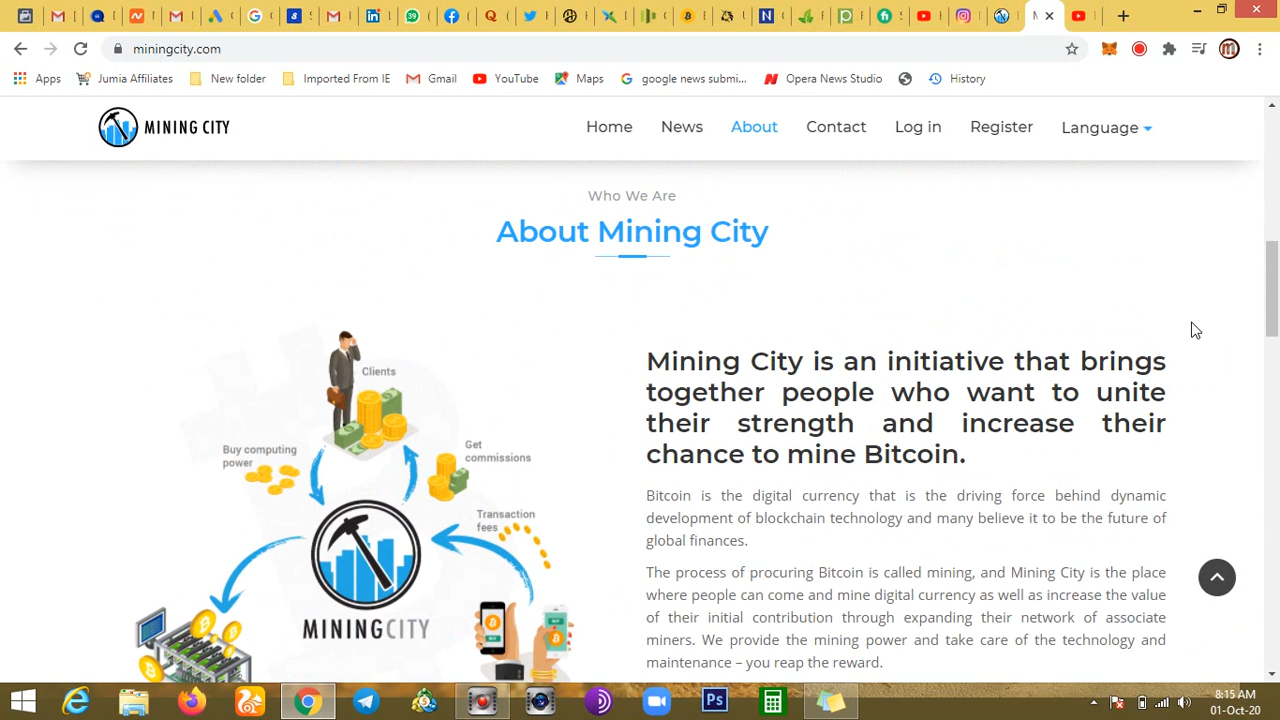 miningcity.com
Apps Jumia Affiliates New folder Imported From IE Gmail YouTube Maps google news submi... Opera News Studio History
MINING CITY Home News About Contact Log in Register Language
Who We Are
About Mining City
Clients
Buy computing
power
Get
commissions
Transaction
fees
MININGCITY
Mining City is an initiative that brings
together people who want to unite
their strength and increase their
chance to mine Bitcoin.
Bitcoin is the digital currency that is the driving force behind dynamic
development of blockchain technology and many believe it to be the future of
global finances.
The process of procuring Bitcoin is called mining, and Mining City is the place
where people can come and mine digital currency as well as increase the value
of their initial contribution through expanding their network of associate
miners. We provide the mining power and take care of the technology and
maintenance – you reap the reward.
8:15 AM
01-Oct-20